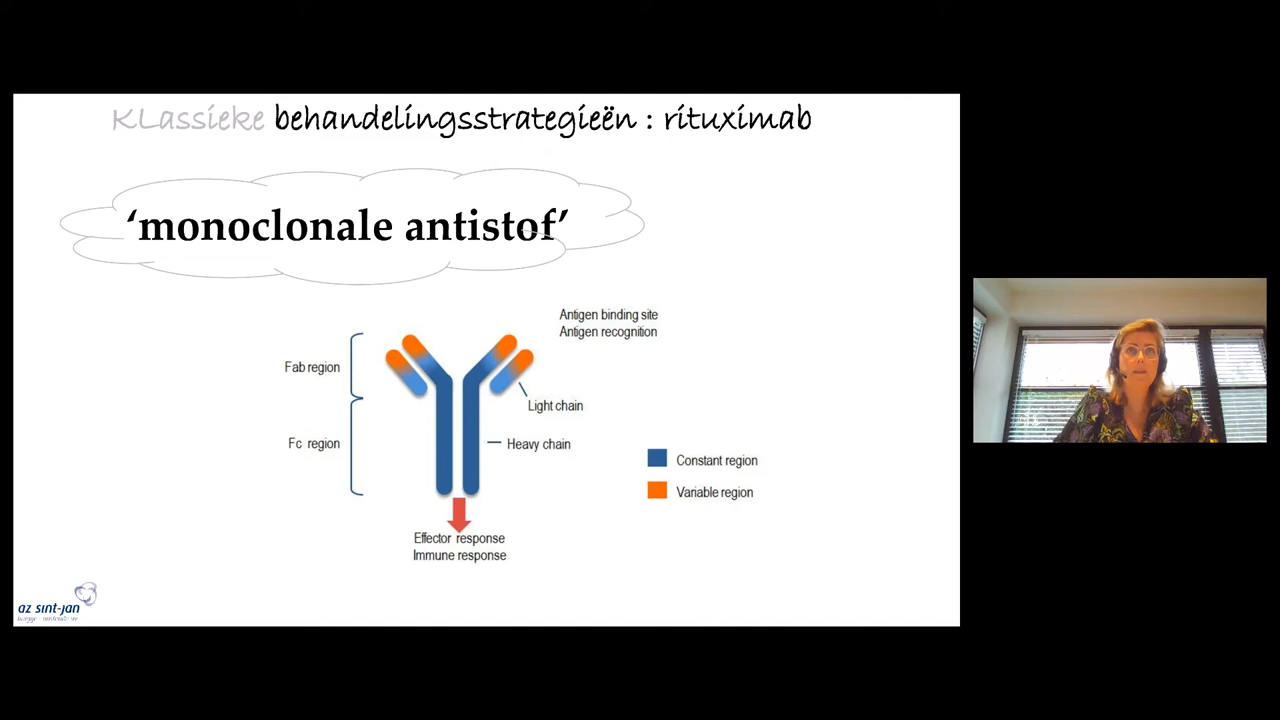 KLassieke behandelingsstrategieën : rituximab
‘monoclonale antistof’
Antigen binding site
Antigen recognition
Fab region
Light chain
Fc region
Heavy chain
Constant region
Variable region
Effector response
Immune response
az sint-jan